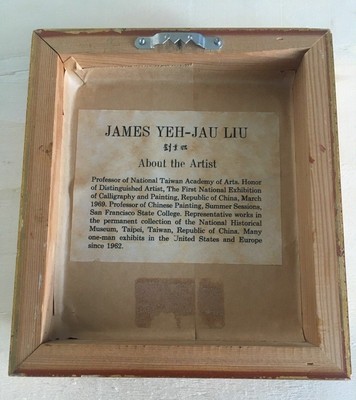 JAMES YEH-JAU LIU
劉業昭
About the Artist
Professor of National Taiwan Academy of Arts. Honor
of Distinguished Artist, The First National Exhibition
of Calligraphy and Painting, Republic of China, March
1969. Professor of Chinese Painting, Summer Sessions,
San Francisco State College. Representative works in
the permanent collection of the National Historical
Museum, Taipei, Taiwan, Republic of China. Many
one-man exhibits in the United States and Europe
since 1962.